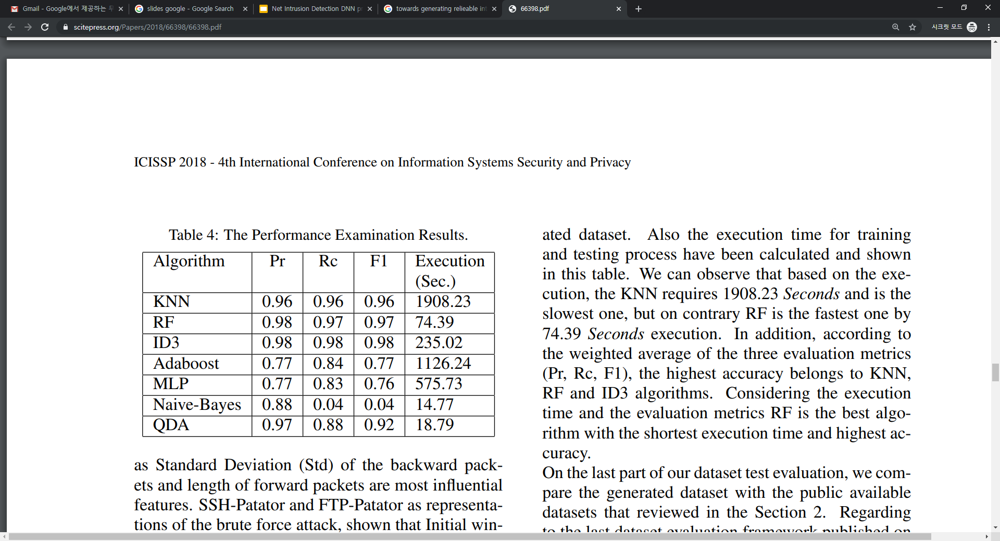 Gmail - Google에서 제공하는 무
slides google - Google Search
Net Intrusion Detection DNN p
towards generating relieable int
66398.pdf
scitepress.org/Papers/2018/66398/66398.pdf
시크릿 모드
ICISSP 2018 - 4th International Conference on Information Systems Security and Privacy
Table 4: The Performance Examination Results.
Algorithm Pr Rc F1 Execution
(Sec.)
KNN 0.96 0.96 0.96 1908.23
RF 0.98 0.97 0.97 74.39
ID3 0.98 0.98 0.98 235.02
Adaboost 0.77 0.84 0.77 1126.24
MLP 0.77 0.83 0.76 575.73
Naive-Bayes 0.88 0.04 0.04 14.77
QDA 0.97 0.88 0.92 18.79
as Standard Deviation (Std) of the backward pack-
ets and length of forward packets are most influential
features. SSH-Patator and FTP-Patator as representa-
tions of the brute force attack, shown that Initial win-
ated dataset. Also the execution time for training
and testing process have been calculated and shown
in this table. We can observe that based on the exe-
cution, the KNN requires 1908.23 Seconds and is the
slowest one, but on contrary RF is the fastest one by
74.39 Seconds execution. In addition, according to
the weighted average of the three evaluation metrics
(Pr, Rc, F1), the highest accuracy belongs to KNN,
RF and ID3 algorithms. Considering the execution
time and the evaluation metrics RF is the best algo-
rithm with the shortest execution time and highest ac-
curacy.
On the last part of our dataset test evaluation, we com-
pare the generated dataset with the public available
datasets that reviewed in the Section 2. Regarding
to the last dataset evaluation framework published on